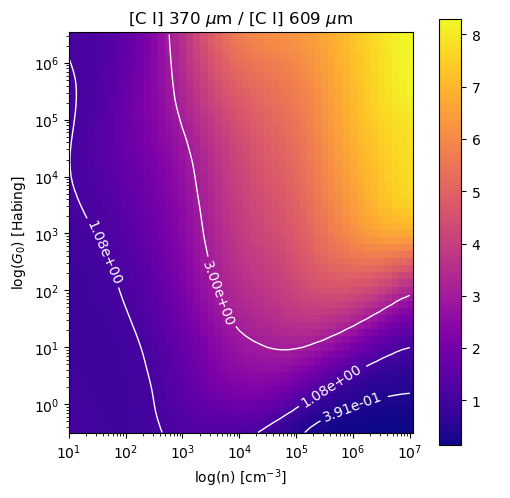 [C I] 370 μm / [C I] 609 μm
10⁶
10⁵
10⁴
10³
10²
10¹
10⁰
log(G₀) [Habing]
1.08e+00
3.00e+00
1.08e+00
3.91e-01
10¹ 10² 10³ 10⁴ 10⁵ 10⁶ 10⁷
log(n) [cm⁻³]
8
7
6
5
4
3
2
1